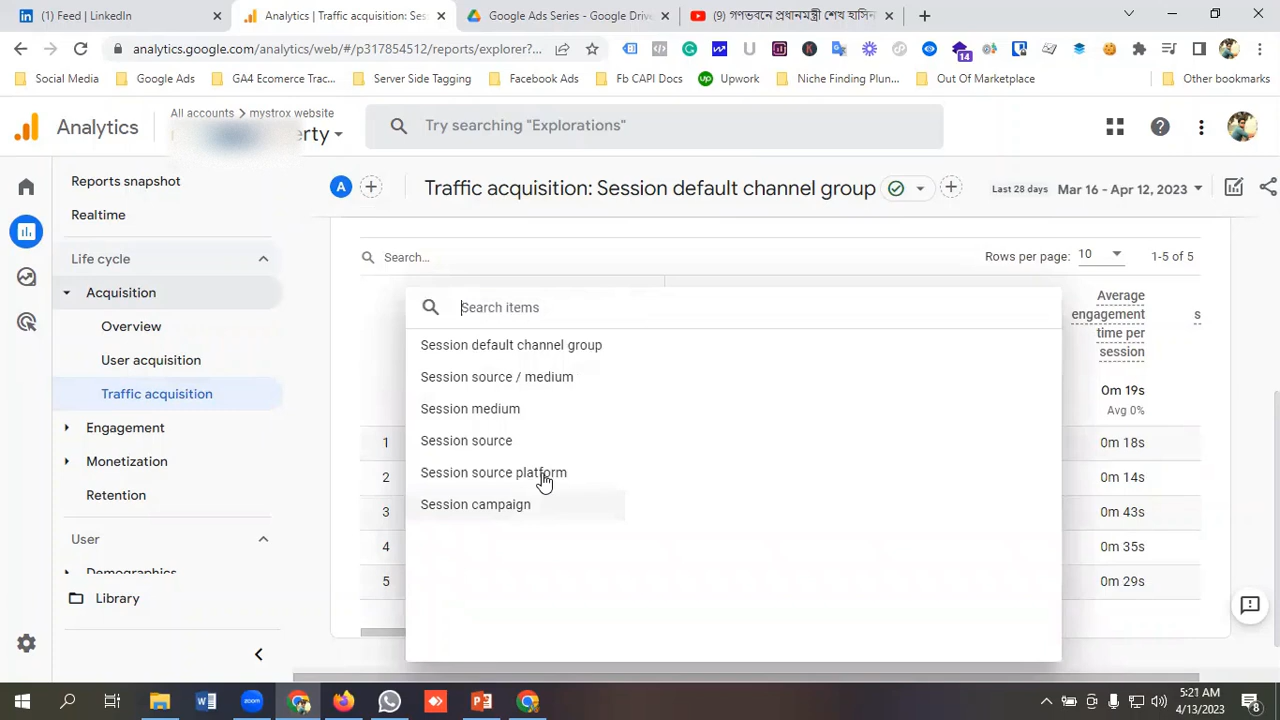 Feed | LinkedIn
Analytics | Traffic acquisition: Ses
Google Ads Series - Google Drive
(9) গণভবনে প্রধানমন্ত্রী শেখ হাসিন
analytics.google.com/analytics/web/#/p317854512/reports/explorer?...
14
Social Media
Google Ads
GA4 Ecomerce Trac...
Server Side Tagging
Facebook Ads
Fb CAPI Docs
Upwork
Niche Finding Plun...
Out Of Marketplace
Other bookmarks
Analytics
All accounts > mystrox website
erty
Try searching "Explorations"
Reports snapshot
Realtime
Life cycle
Acquisition
Overview
User acquisition
Traffic acquisition
Engagement
Monetization
Retention
User
Demographics
Library
A
Traffic acquisition: Session default channel group
Last 28 days
Mar 16 - Apr 12, 2023
Search...
Rows per page:
10
1-5 of 5
Search items
Session default channel group
Session source / medium
Session medium
Session source
Session source platform
Session campaign
Average
engagement
time per
session
s
0m 19s
Avg 0%
1
0m 18s
2
0m 14s
3
0m 43s
4
0m 35s
5
0m 29s
5:21 AM
4/13/2023
8